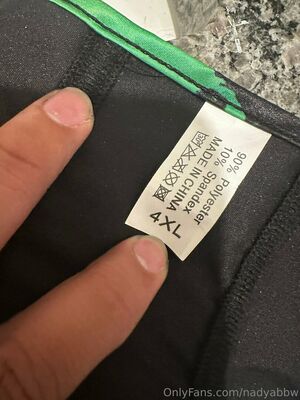 90% Polyester
10% Spandex
MADE IN CHINA
4XL
OnlyFans.com/nadyabbw